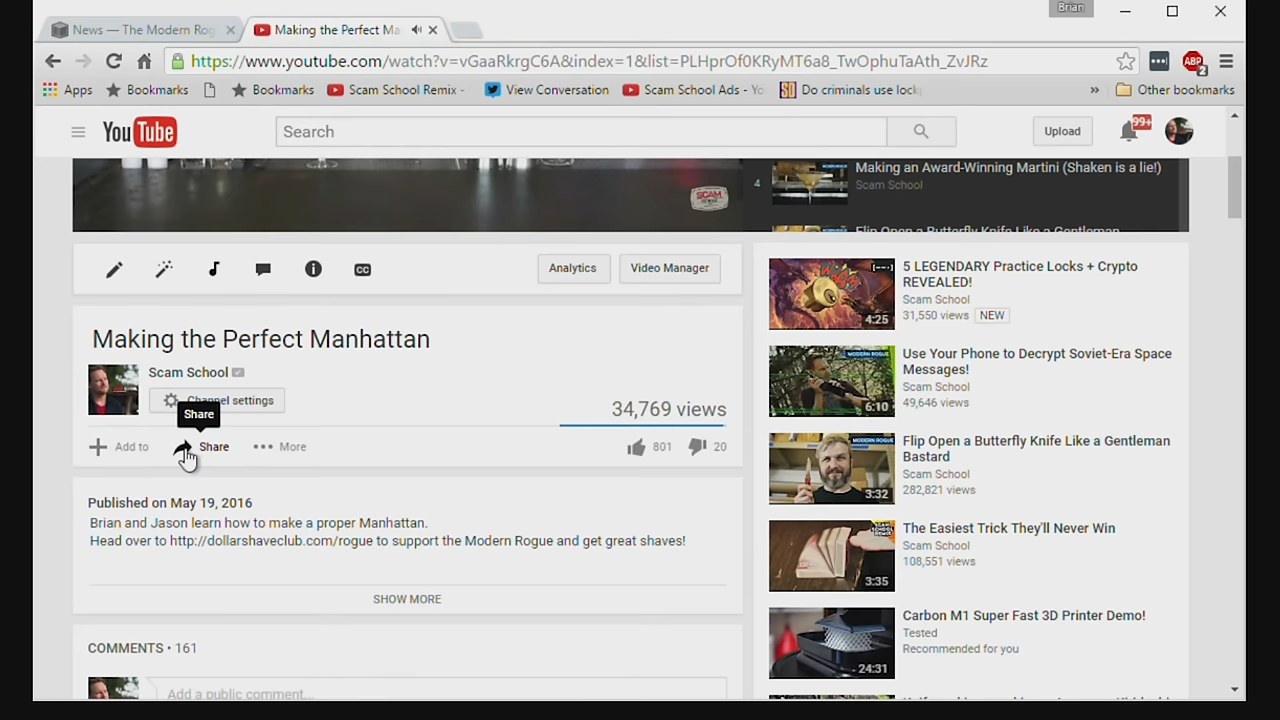 Brian
News — The Modern Rog
Making the Perfect Ma
https://www.youtube.com/watch?v=vGaaRkrgC6A&index=1&list=PLHprOf0KRyMT6a8_TwOphuTaAth_ZvJRz
ABP
2
Apps
Bookmarks
Bookmarks
Scam School Remix -
View Conversation
Scam School Ads - Yo
Do criminals use lock
»
Other bookmarks
YouTube
Search
Upload
99+
SCAM
4
Making an Award-Winning Martini (Shaken is a lie!)
Scam School
Flip Open a Butterfly Knife Like a Gentleman
CC
Analytics
Video Manager
Making the Perfect Manhattan
Scam School
Channel settings
Share
34,769 views
Add to
Share
More
801
20
Published on May 19, 2016
Brian and Jason learn how to make a proper Manhattan.
Head over to http://dollarshaveclub.com/rogue to support the Modern Rogue and get great shaves!
SHOW MORE
COMMENTS • 161
Add a public comment...
4:25
5 LEGENDARY Practice Locks + Crypto
REVEALED!
Scam School
31,550 views
NEW
MODERN ROGUE
6:10
Use Your Phone to Decrypt Soviet-Era Space
Messages!
Scam School
49,646 views
MODERN ROGUE
3:32
Flip Open a Butterfly Knife Like a Gentleman
Bastard
Scam School
282,821 views
3:35
The Easiest Trick They'll Never Win
Scam School
108,551 views
24:31
Carbon M1 Super Fast 3D Printer Demo!
Tested
Recommended for you